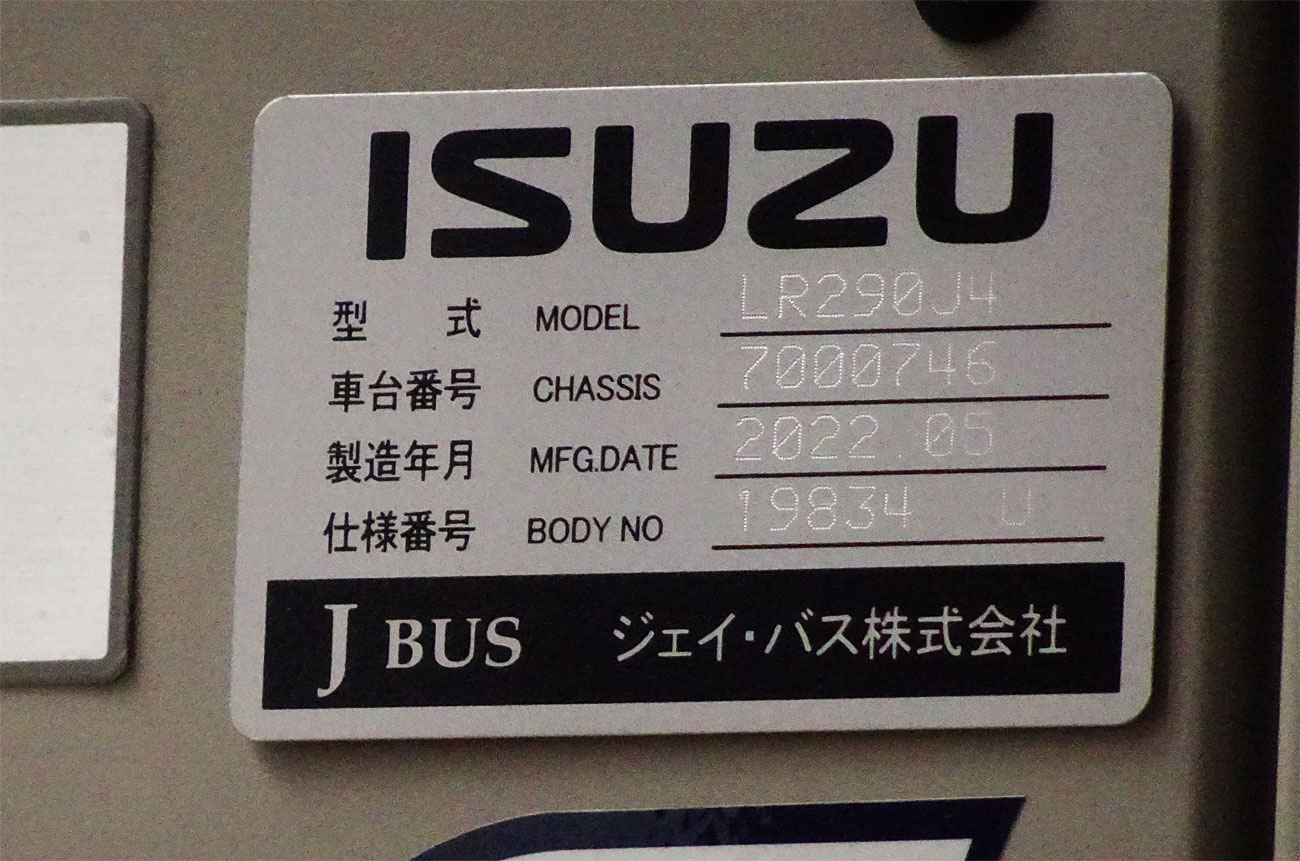 ISUZU
型式 MODEL LR290J4
車台番号 CHASSIS 7000746
製造年月 MFG.DATE 2022.05
仕様番号 BODY NO 19834 U
J BUS ジェイ・バス株式会社